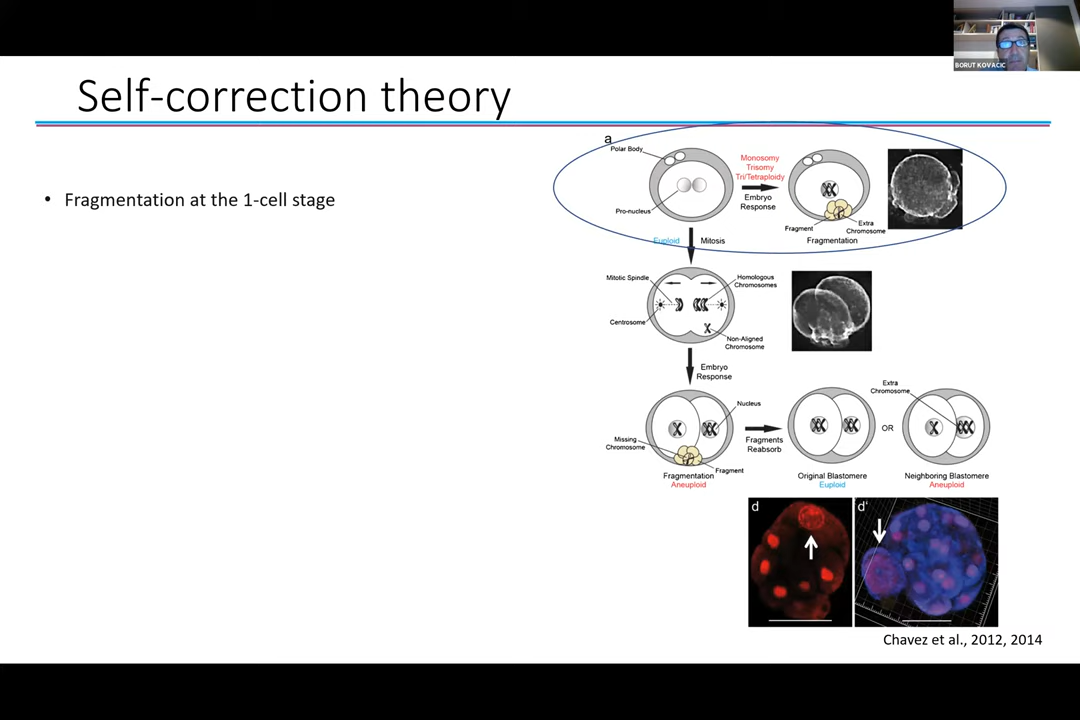 BORUT KOVACIC
Self-correction theory
• Fragmentation at the 1-cell stage
a
Polar Body
Pro-nucleus
Monosomy
Trisomy
Tri/Tetraploidy
Embryo
Response
Fragment
Extra
Chromosome
Fragmentation
Euploid
Mitosis
Mitolic Spindle
Homologous
Chromosomes
Centrosome
Non-Aligned
Chromosome
Embryo
Response
Nucleus
Missing
Chromosome
Fragment
Fragmentation
Aneuploid
Fragments
Reabsorb
Original Blastomere
Euploid
OR
Extra
Chromosome
Neighboring Blastomere
Aneuploid
d
d'
Chavez et al., 2012, 2014